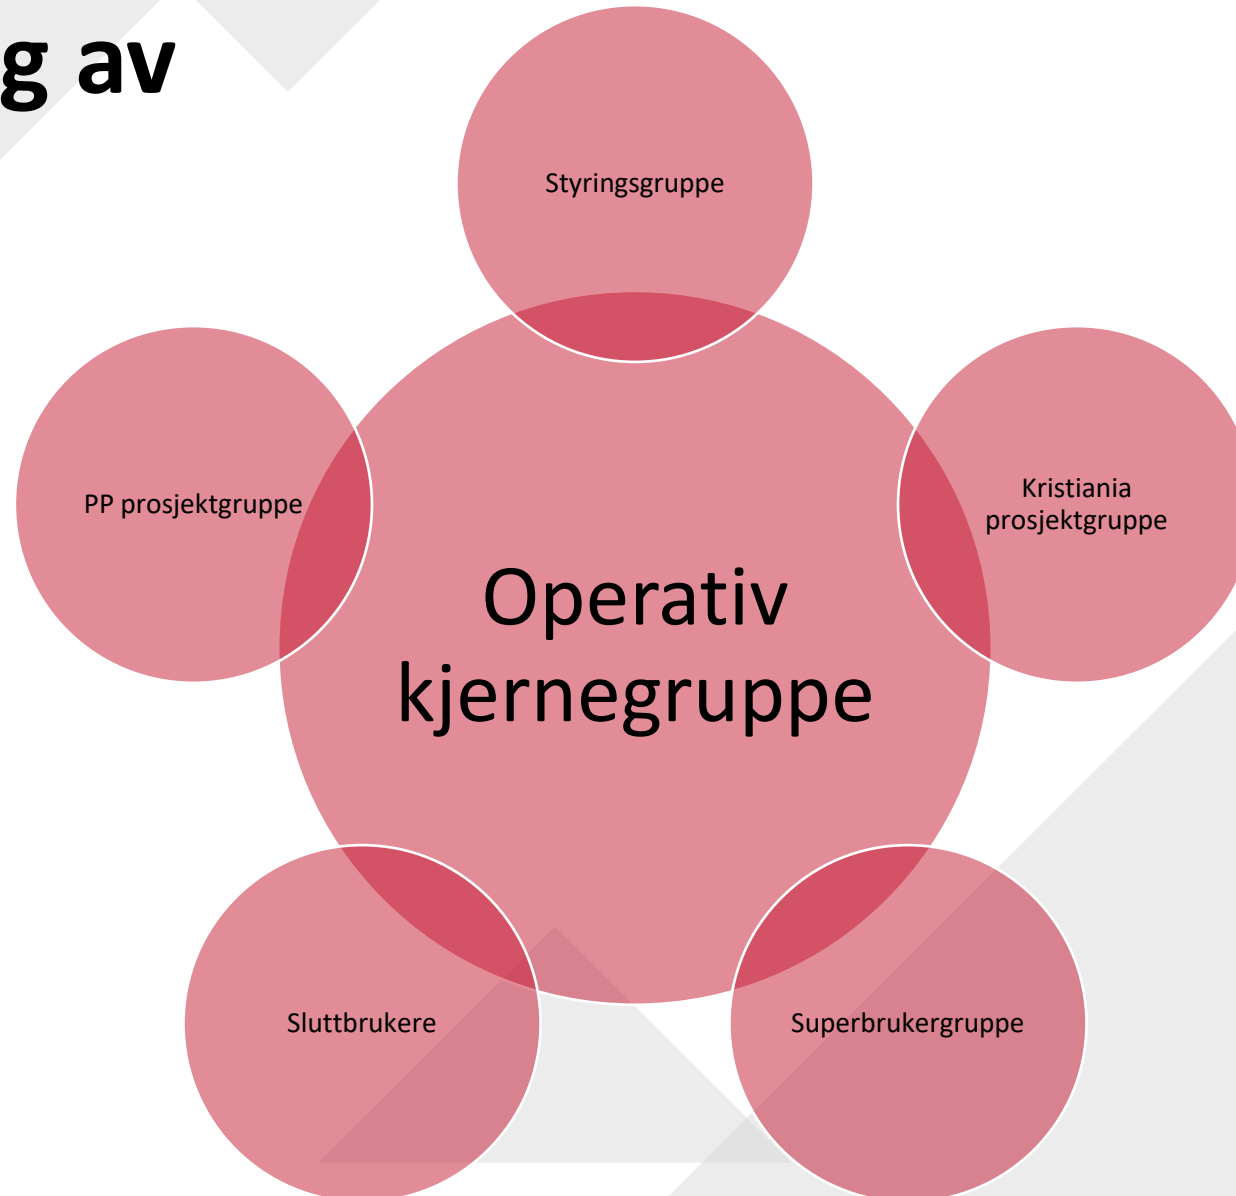 g av
Styringsgruppe
PP prosjektgruppe
Kristiania
prosjektgruppe
Operativ
kjernegruppe
Sluttbrukere
Superbrukergruppe